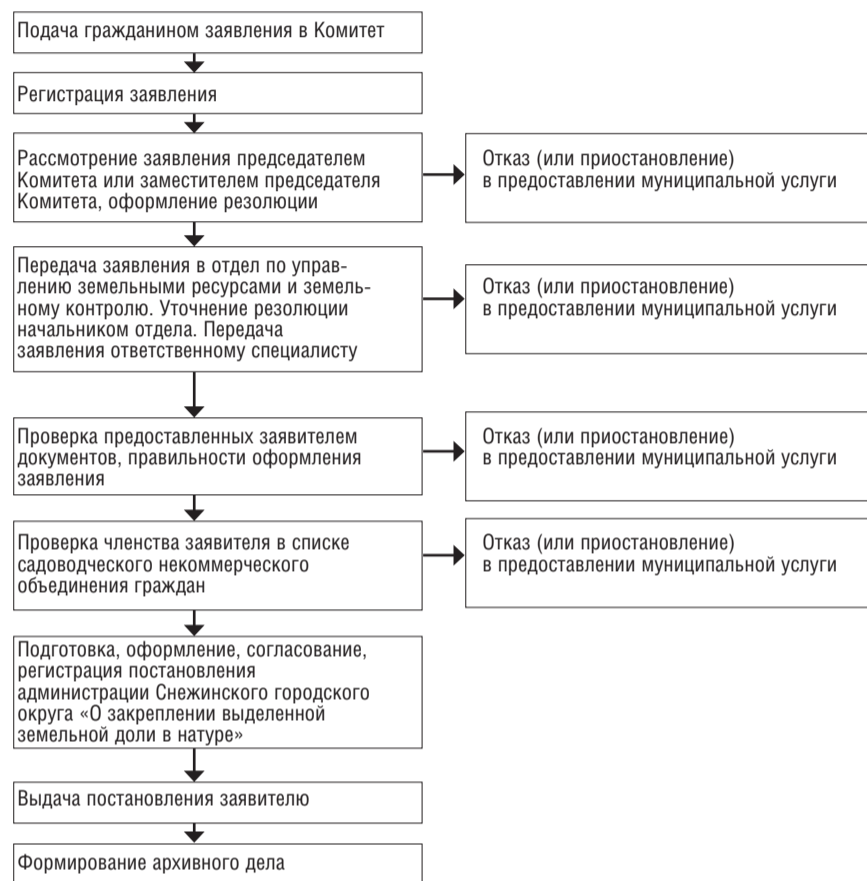 Подача гражданином заявления в Комитет
Регистрация заявления
Рассмотрение заявления председателем
Комитета или заместителем председателя
Комитета, оформление резолюции
Отказ (или приостановление)
в предоставлении муниципальной услуги
Передача заявления в отдел по управ-
лению земельными ресурсами и земель-
ному контролю. Уточнение резолюции
начальником отдела. Передача
заявления ответственному специалисту
Отказ (или приостановление)
в предоставлении муниципальной услуги
Проверка предоставленных заявителем
документов, правильности оформления
заявления
Отказ (или приостановление)
в предоставлении муниципальной услуги
Проверка членства заявителя в списке
садоводческого некоммерческого
объединения граждан
Отказ (или приостановление)
в предоставлении муниципальной услуги
Подготовка, оформление, согласование,
регистрация постановления
администрации Снежинского городского
округа «О закреплении выделенной
земельной доли в натуре»
Выдача постановления заявителю
Формирование архивного дела